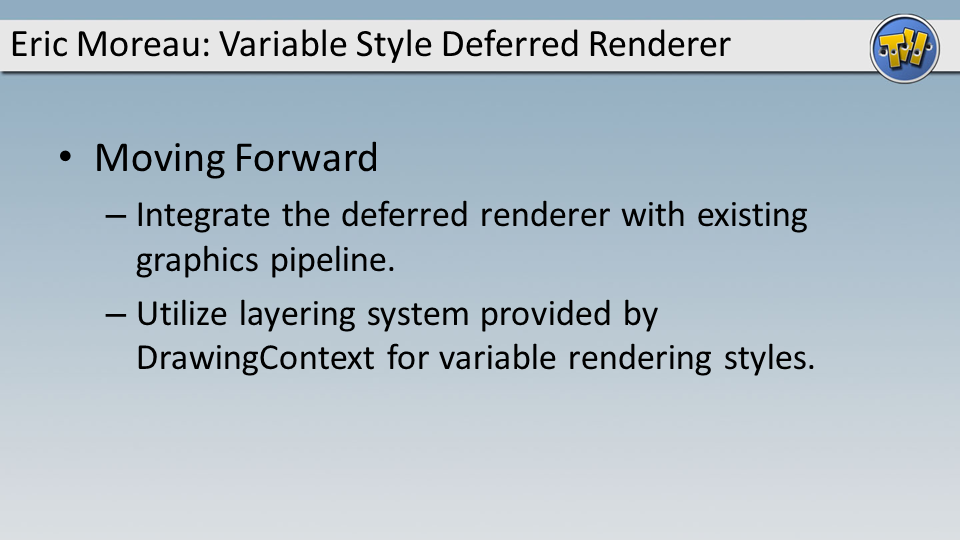 Eric Moreau: Variable Style Deferred Renderer
• Moving Forward
– Integrate the deferred renderer with existing
graphics pipeline.
– Utilize layering system provided by
DrawingContext for variable rendering styles.